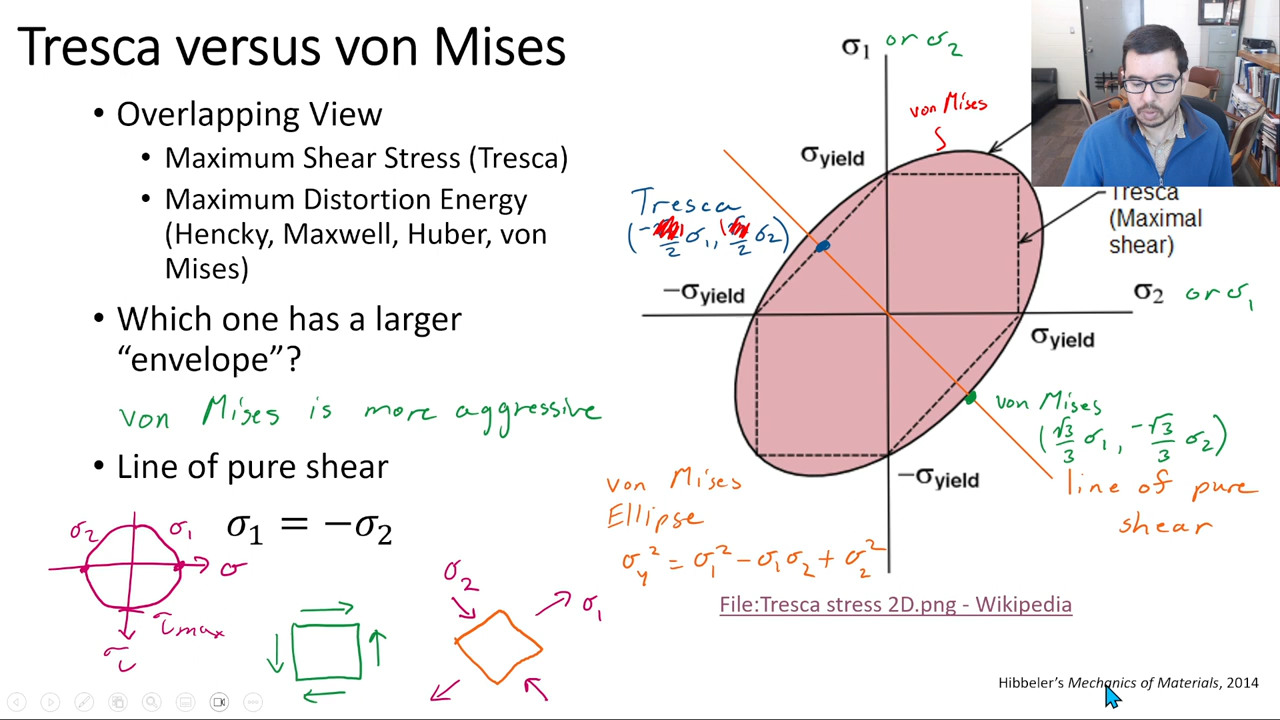 Tresca versus von Mises
• Overlapping View
• Maximum Shear Stress (Tresca)
• Maximum Distortion Energy
(Hencky, Maxwell, Huber, von
Mises)
• Which one has a larger
“envelope”?
von Mises is more aggressive
• Line of pure shear
σ₁ = −σ₂
σ₂
σ₁
σ
τmax
τ
σ₂
σ₁
σ₁ or σ₂
von Mises
σyield
Tresca
2 σ₁, 2 σ₂)
−σyield
Tresca
(Maximal
shear)
σ₂ or σ₁
σyield
von Mises
(√3/3 σ₁, −√3/3 σ₂)
−σyield
line of pure
shear
von Mises
Ellipse
σy² = σ₁² − σ₁σ₂ + σ₂²
File:Tresca stress 2D.png - Wikipedia
Hibbeler’s Mechanics of Materials, 2014